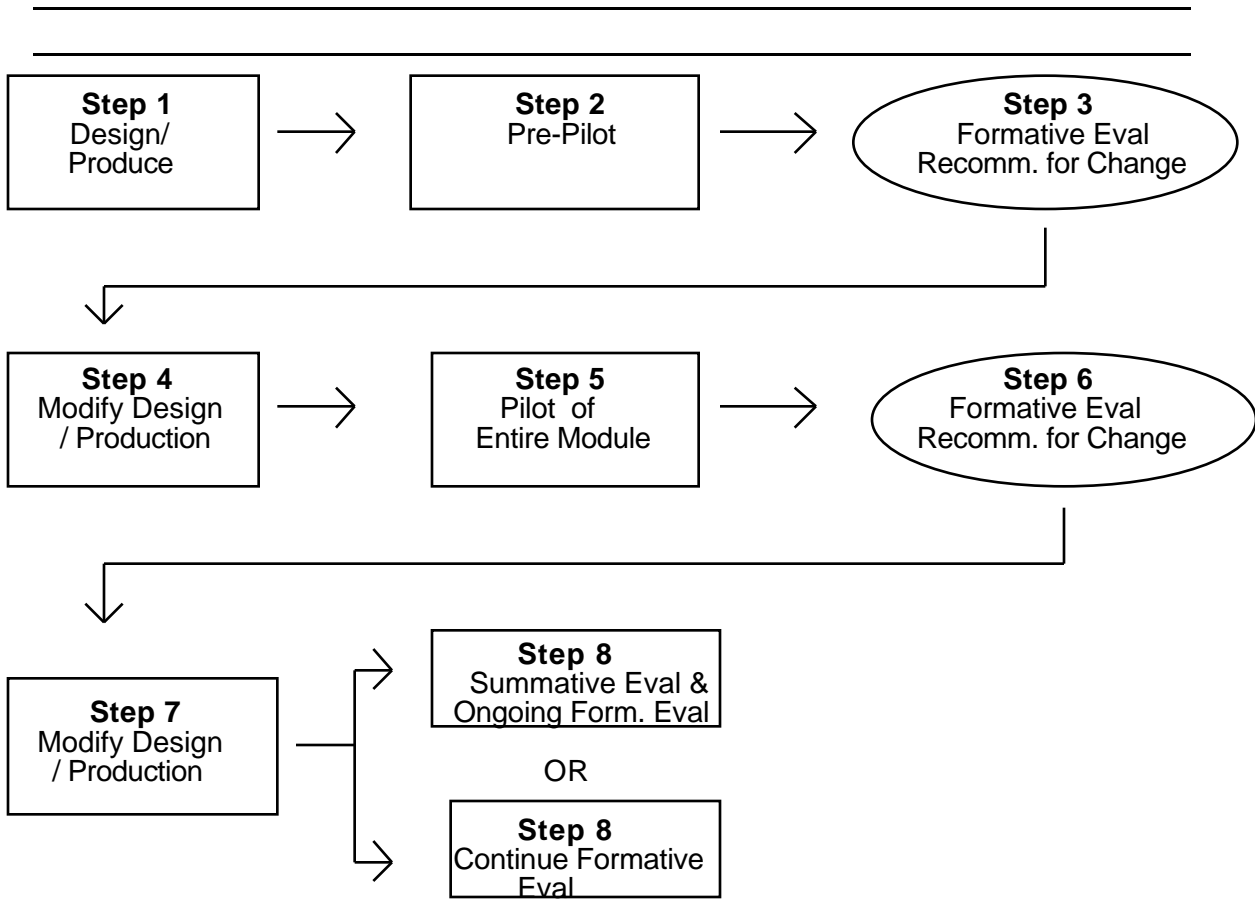 Step 1
Design/
Produce
Step 2
Pre-Pilot
Step 3
Formative Eval
Recomm. for Change
Step 4
Modify Design
/ Production
Step 5
Pilot of
Entire Module
Step 6
Formative Eval
Recomm. for Change
Step 7
Modify Design
/ Production
Step 8
Summative Eval &
Ongoing Form. Eval
OR
Step 8
Continue Formative
Eval